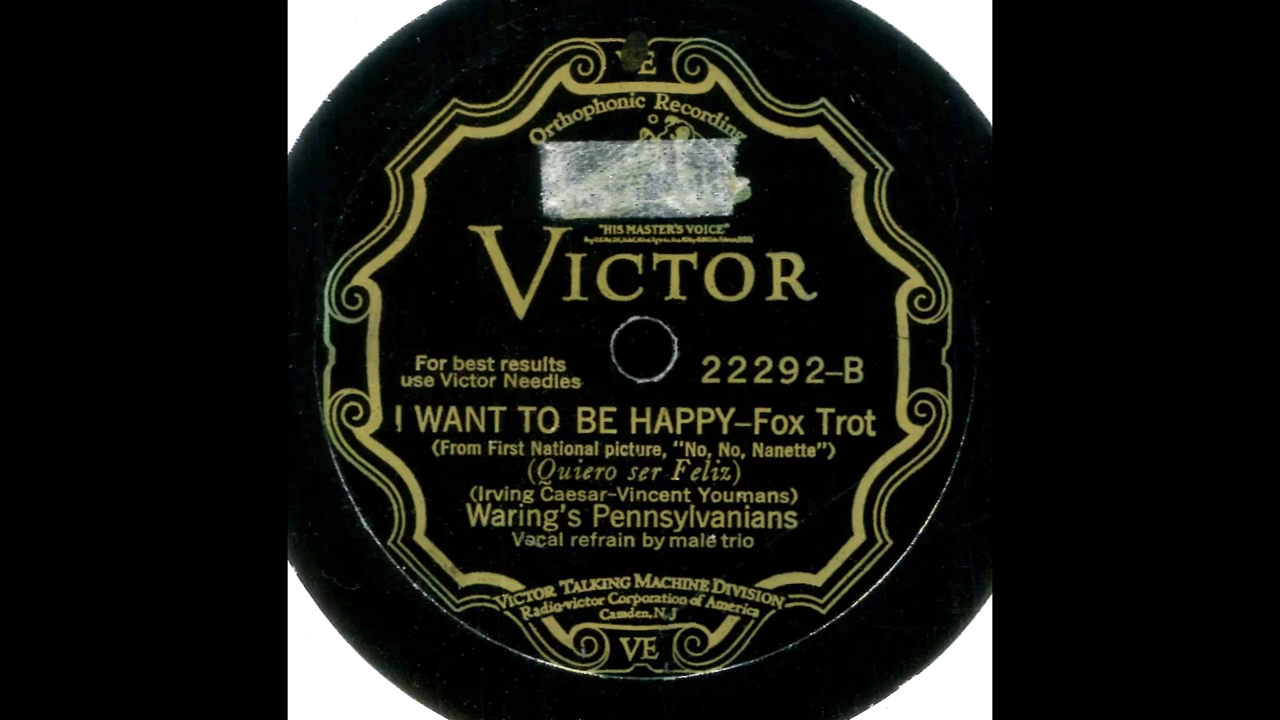 VE
Orthophonic Recording
"HIS MASTER'S VOICE"
VICTOR
For best results
use Victor Needles
22292-B
I WANT TO BE HAPPY-Fox Trot
(From First National picture, "No, No, Nanette")
(Quiero ser Feliz)
(Irving Caesar-Vincent Youmans)
Waring's Pennsylvanians
Vocal refrain by male trio
VICTOR TALKING MACHINE DIVISION
Radio-victor Corporation of America
Camden, N.J
VE